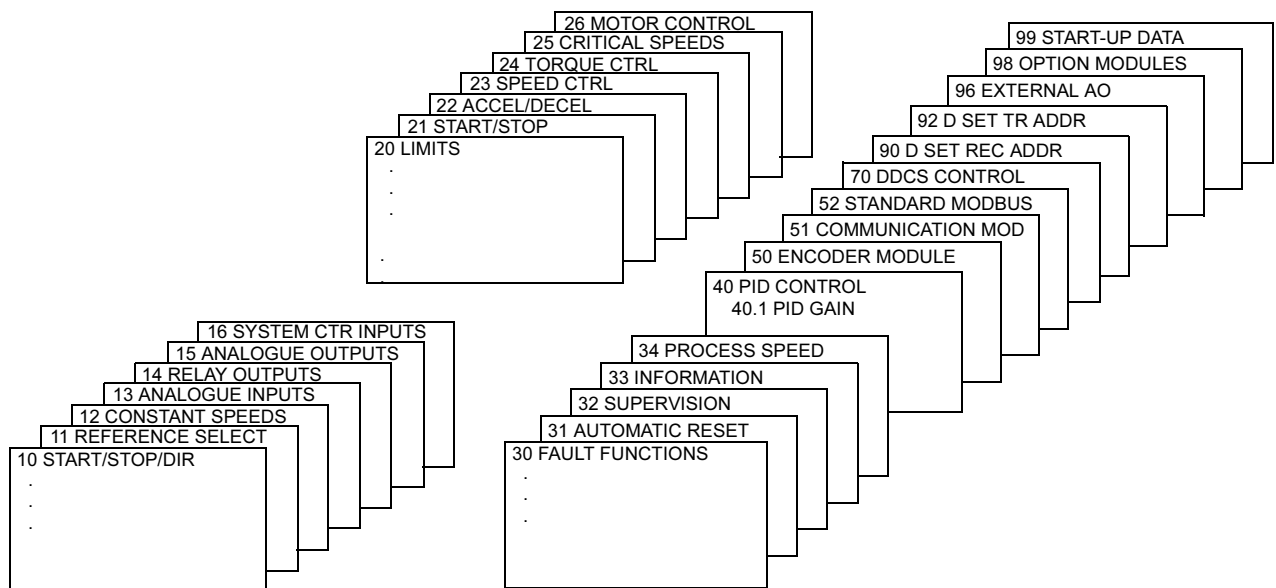 26 MOTOR CONTROL
25 CRITICAL SPEEDS
24 TORQUE CTRL
23 SPEED CTRL
22 ACCEL/DECEL
21 START/STOP
20 LIMITS
.
.
.
.
.
16 SYSTEM CTR INPUTS
15 ANALOGUE OUTPUTS
14 RELAY OUTPUTS
13 ANALOGUE INPUTS
12 CONSTANT SPEEDS
11 REFERENCE SELECT
10 START/STOP/DIR
.
.
.
99 START-UP DATA
98 OPTION MODULES
96 EXTERNAL AO
92 D SET TR ADDR
90 D SET REC ADDR
70 DDCS CONTROL
52 STANDARD MODBUS
51 COMMUNICATION MOD
50 ENCODER MODULE
40 PID CONTROL
40.1 PID GAIN
34 PROCESS SPEED
33 INFORMATION
32 SUPERVISION
31 AUTOMATIC RESET
30 FAULT FUNCTIONS
.
.
.